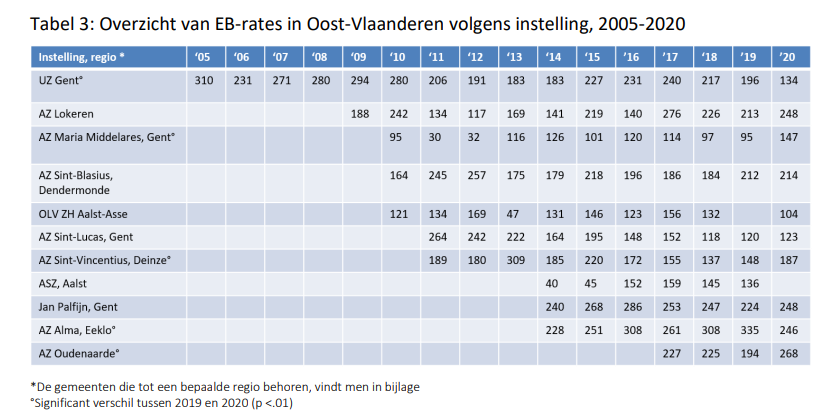 Tabel 3: Overzicht van EB-rates in Oost-Vlaanderen volgens instelling, 2005-2020
Instelling, regio * '05 '06 '07 '08 '09 '10 '11 '12 '13 '14 '15 '16 '17 '18 '19 '20
UZ Gent° 310 231 271 280 294 280 206 191 183 183 227 231 240 217 196 134
AZ Lokeren 188 242 134 117 169 141 219 140 276 226 213 248
AZ Maria Middelares, Gent° 95 30 32 116 126 101 120 114 97 95 147
AZ Sint-Blasius, 164 245 257 175 179 218 196 186 184 212 214
Dendermonde
OLV ZH Aalst-Asse 121 134 169 47 131 146 123 156 132 104
AZ Sint-Lucas, Gent 264 242 222 164 195 148 152 118 120 123
AZ Sint-Vincentius, Deinze° 189 180 309 185 220 172 155 137 148 187
ASZ, Aalst 40 45 152 159 145 136
Jan Palfijn, Gent 240 268 286 253 247 224 248
AZ Alma, Eeklo° 228 251 308 261 308 335 246
AZ Oudenaarde° 227 225 194 268
*De gemeenten die tot een bepaalde regio behoren, vindt men in bijlage
°Significant verschil tussen 2019 en 2020 (p <.01)